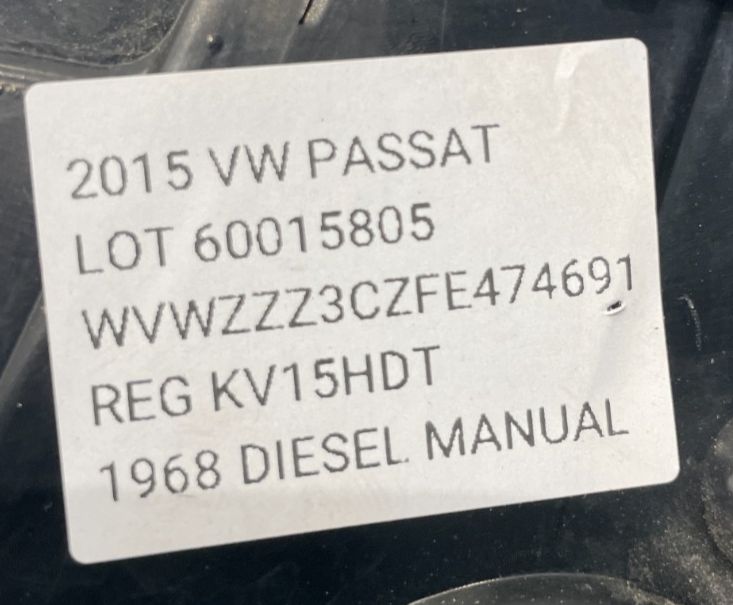 2015 VW PASSAT
LOT 60015805
WVWZZZ3CZFE474691
REG KV15HDT
1968 DIESEL MANUAL